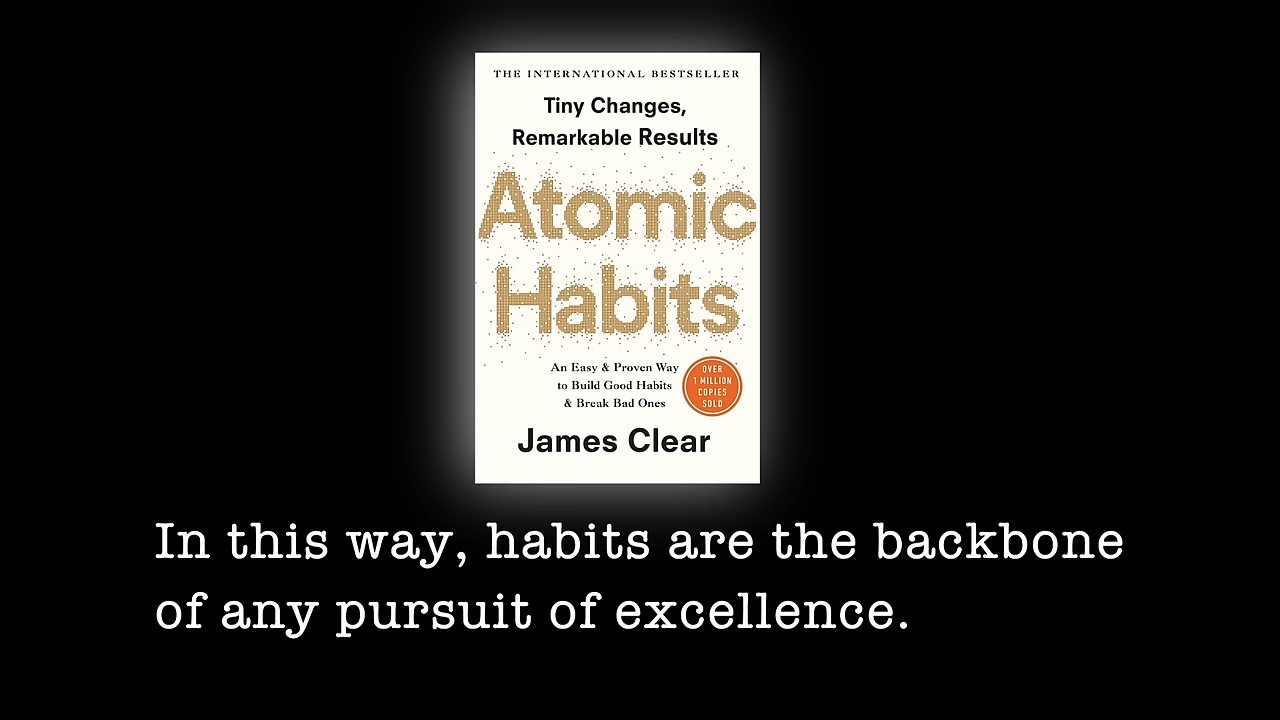 THE INTERNATIONAL BESTSELLER
Tiny Changes,
Remarkable Results
Atomic
Habits
An Easy & Proven Way
to Build Good Habits
& Break Bad Ones
OVER
1 MILLION
COPIES
SOLD
James Clear
In this way, habits are the backbone
of any pursuit of excellence.